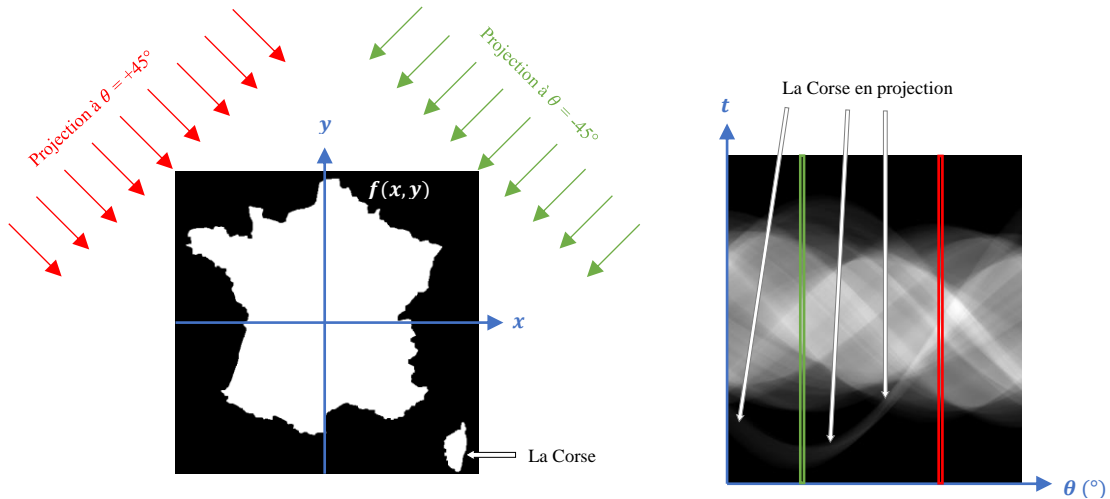 Projection à θ = +45°
Projection à θ = -45°
y
f(x, y)
x
La Corse
La Corse en projection
t
θ (°)